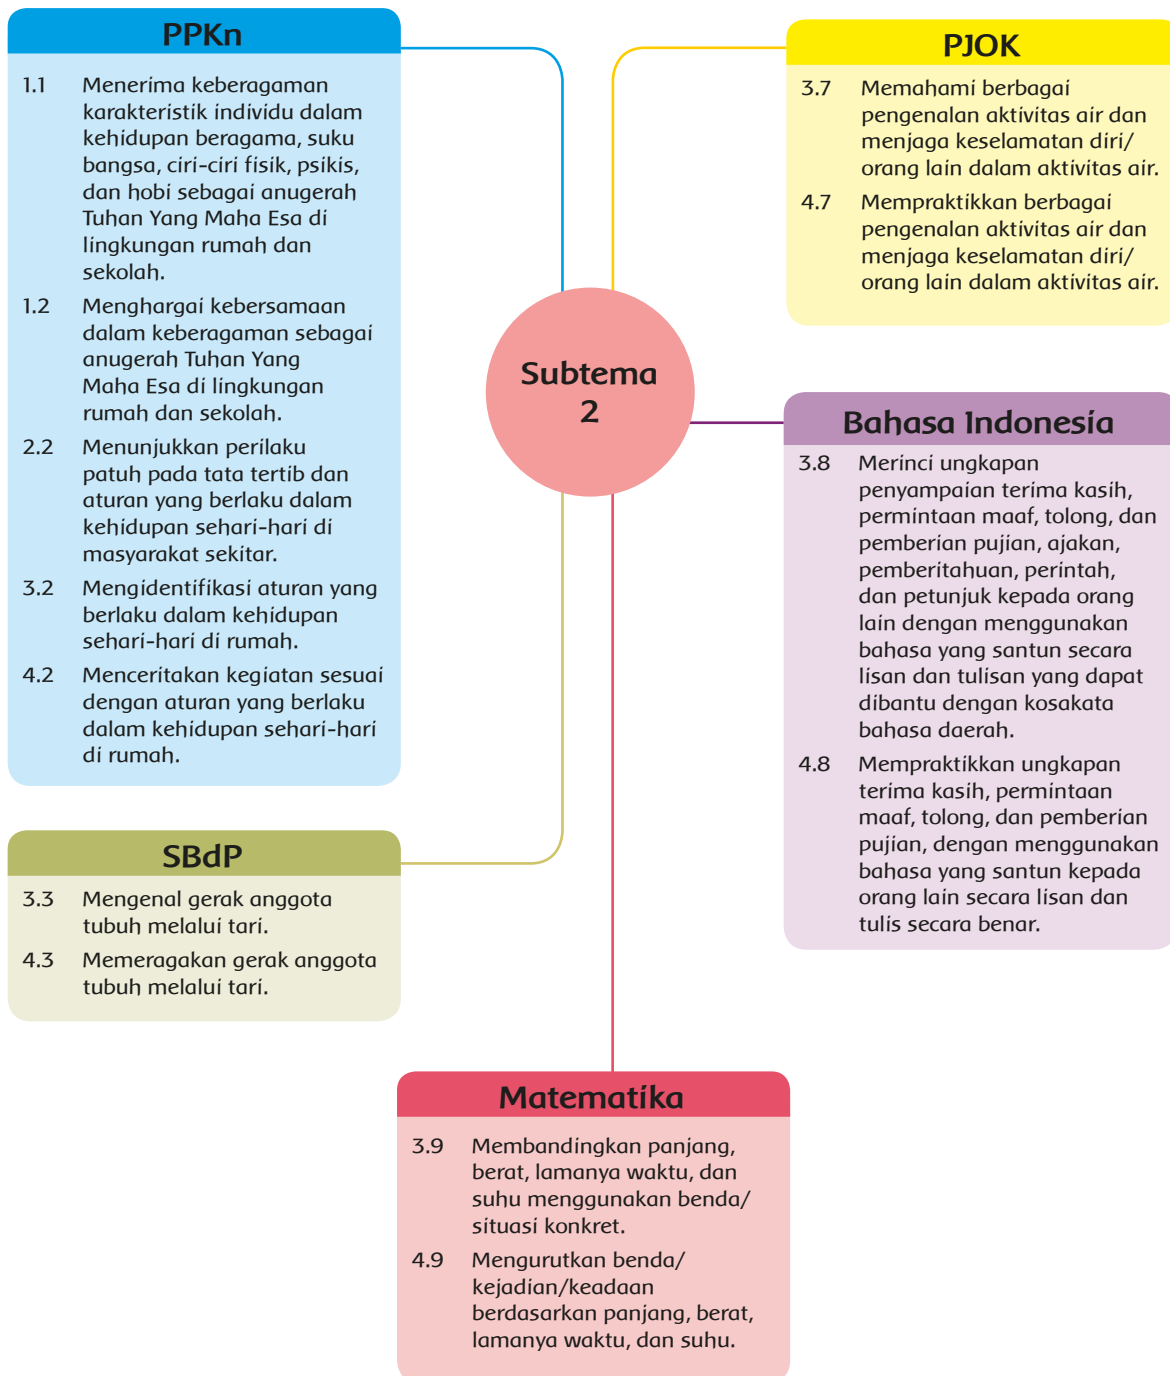 PPKn
1.1 Menerima keberagaman
karakteristik individu dalam
kehidupan beragama, suku
bangsa, ciri-ciri fisik, psikis,
dan hobi sebagai anugerah
Tuhan Yang Maha Esa di
lingkungan rumah dan
sekolah.
1.2 Menghargai kebersamaan
dalam keberagaman sebagai
anugerah Tuhan Yang
Maha Esa di lingkungan
rumah dan sekolah.
2.2 Menunjukkan perilaku
patuh pada tata tertib dan
aturan yang berlaku dalam
kehidupan sehari-hari di
masyarakat sekitar.
3.2 Mengidentifikasi aturan yang
berlaku dalam kehidupan
sehari-hari di rumah.
4.2 Menceritakan kegiatan sesuai
dengan aturan yang berlaku
dalam kehidupan sehari-hari
di rumah.
PJOK
3.7 Memahami berbagai
pengenalan aktivitas air dan
menjaga keselamatan diri/
orang lain dalam aktivitas air.
4.7 Mempraktikkan berbagai
pengenalan aktivitas air dan
menjaga keselamatan diri/
orang lain dalam aktivitas air.
Subtema
2
Bahasa Indonesia
3.8 Merinci ungkapan
penyampaian terima kasih,
permintaan maaf, tolong, dan
pemberian pujian, ajakan,
pemberitahuan, perintah,
dan petunjuk kepada orang
lain dengan menggunakan
bahasa yang santun secara
lisan dan tulisan yang dapat
dibantu dengan kosakata
bahasa daerah.
4.8 Mempraktikkan ungkapan
terima kasih, permintaan
maaf, tolong, dan pemberian
pujian, dengan menggunakan
bahasa yang santun kepada
orang lain secara lisan dan
tulis secara benar.
SBdP
3.3 Mengenal gerak anggota
tubuh melalui tari.
4.3 Memeragakan gerak anggota
tubuh melalui tari.
Matematika
3.9 Membandingkan panjang,
berat, lamanya waktu, dan
suhu menggunakan benda/
situasi konkret.
4.9 Mengurutkan benda/
kejadian/keadaan
berdasarkan panjang, berat,
lamanya waktu, dan suhu.